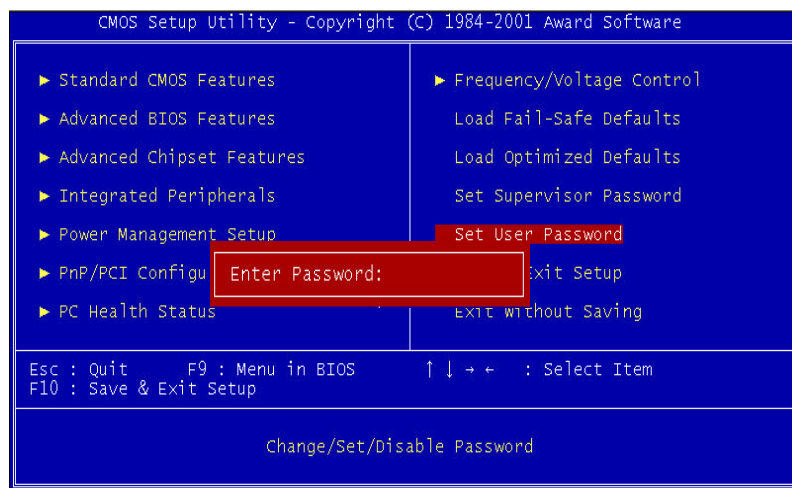 CMOS Setup Utility - Copyright (C) 1984-2001 Award Software
► Standard CMOS Features
► Advanced BIOS Features
► Advanced Chipset Features
► Integrated Peripherals
► Power Management Setup
► PnP/PCI Configu
► PC Health Status
► Frequency/Voltage Control
Load Fail-Safe Defaults
Load Optimized Defaults
Set Supervisor Password
Set User Password
Exit Setup
Exit Without Saving
Enter Password:
Esc : Quit F9 : Menu in BIOS ↑ ↓ → ← : Select Item
F10 : Save & Exit Setup
Change/Set/Disable Password